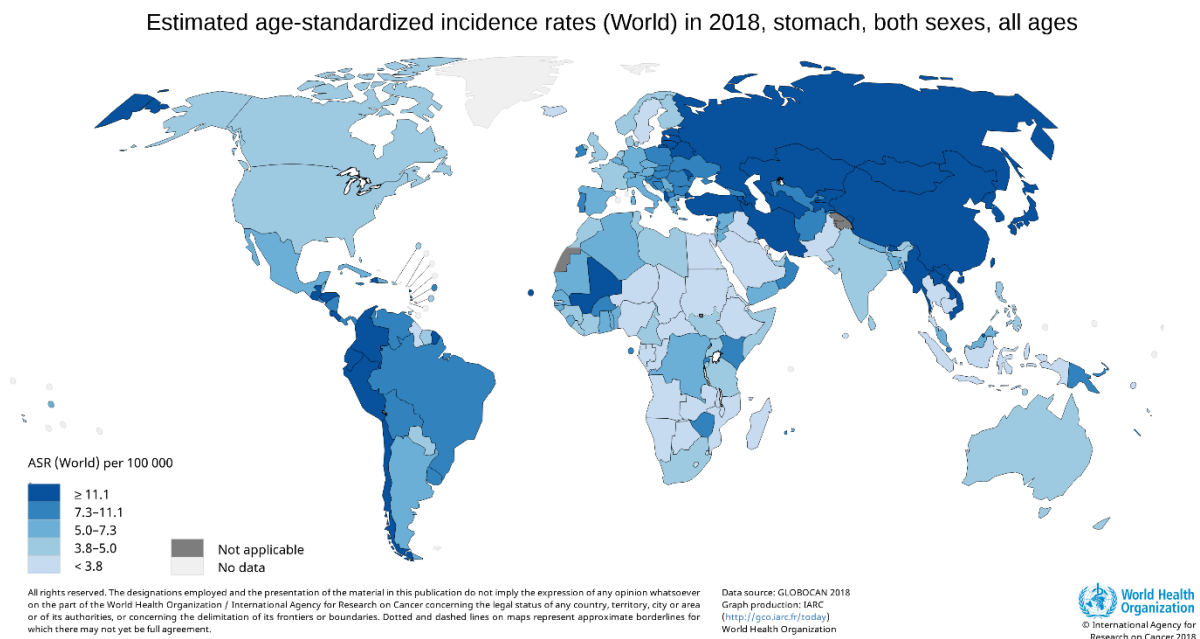 Estimated age-standardized incidence rates (World) in 2018, stomach, both sexes, all ages
ASR (World) per 100 000
≥ 11.1
7.3–11.1
5.0–7.3
3.8–5.0
< 3.8
Not applicable
No data
All rights reserved. The designations employed and the presentation of the material in this publication do not imply the expression of any opinion whatsoever
on the part of the World Health Organization / International Agency for Research on Cancer concerning the legal status of any country, territory, city or area
or of its authorities, or concerning the delimitation of its frontiers or boundaries. Dotted and dashed lines on maps represent approximate borderlines for
which there may not yet be full agreement.
Data source: GLOBOCAN 2018
Graph production: IARC
(http://gco.iarc.fr/today)
World Health Organization
World Health
Organization
© International Agency for
Research on Cancer 2018